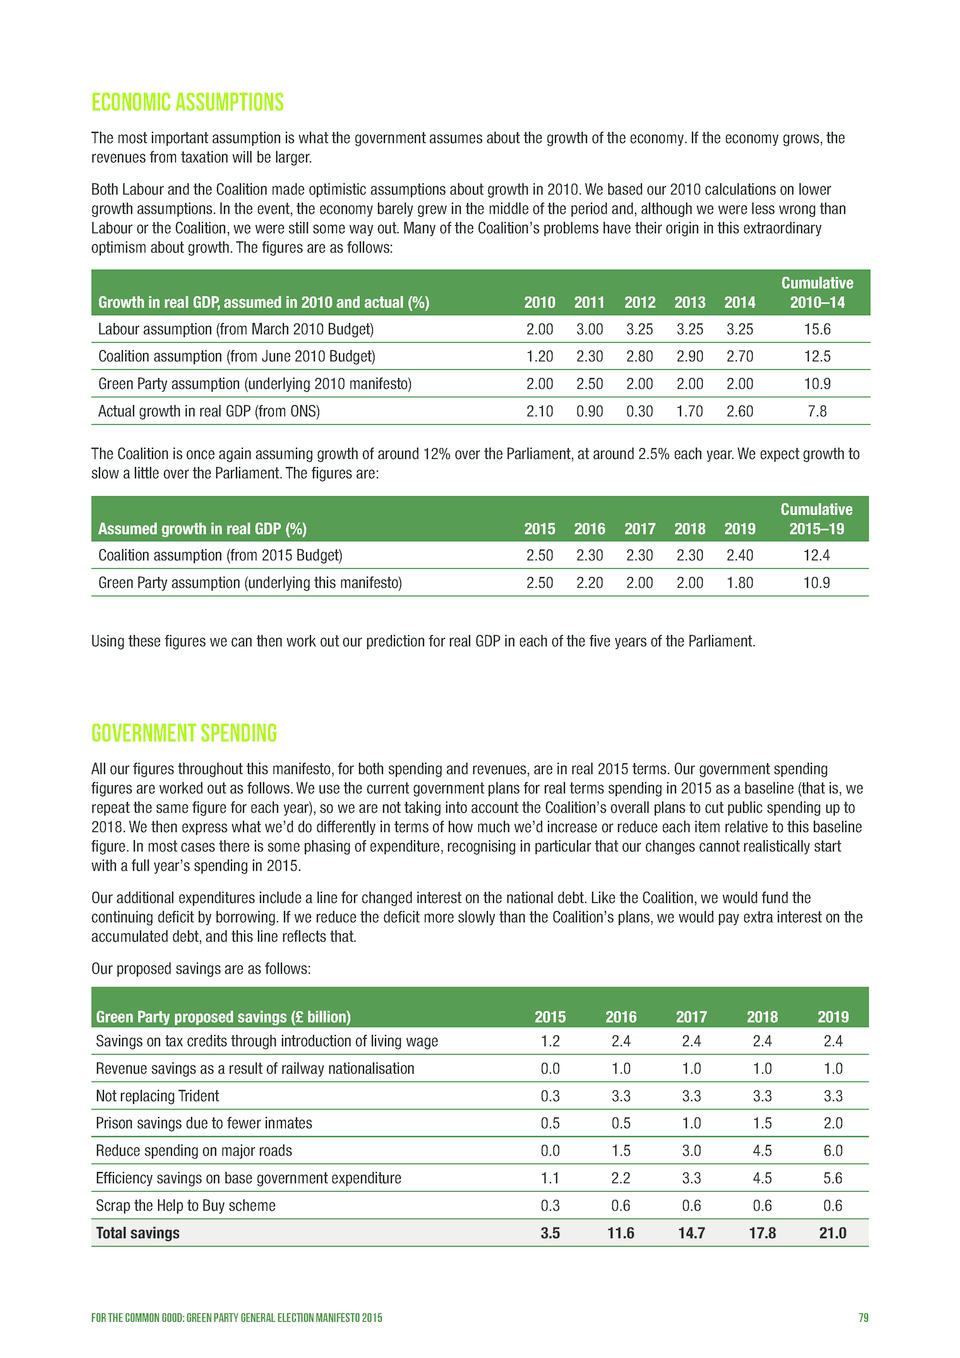 ECONOMIC ASSUMPTIONS
The most important assumption is what the government assumes about the growth of the economy. If the economy grows, the
revenues from taxation will be larger.
Both Labour and the Coalition made optimistic assumptions about growth in 2010. We based our 2010 calculations on lower
growth assumptions. In the event, the economy barely grew in the middle of the period and, although we were less wrong than
Labour or the Coalition, we were still some way out. Many of the Coalition's problems have their origin in this extraordinary
optimism about growth. The figures are as follows:
Cumulative
Growth in real GDP, assumed in 2010 and actual (%) 2010 2011 2012 2013 2014 2010–14
Labour assumption (from March 2010 Budget) 2.00 3.00 3.25 3.25 3.25 15.6
Coalition assumption (from June 2010 Budget) 1.20 2.30 2.80 2.90 2.70 12.5
Green Party assumption (underlying 2010 manifesto) 2.00 2.50 2.00 2.00 2.00 10.9
Actual growth in real GDP (from ONS) 2.10 0.90 0.30 1.70 2.60 7.8
The Coalition is once again assuming growth of around 12% over the Parliament, at around 2.5% each year. We expect growth to
slow a little over the Parliament. The figures are:
Cumulative
Assumed growth in real GDP (%) 2015 2016 2017 2018 2019 2015–19
Coalition assumption (from 2015 Budget) 2.50 2.30 2.30 2.30 2.40 12.4
Green Party assumption (underlying this manifesto) 2.50 2.20 2.00 2.00 1.80 10.9
Using these figures we can then work out our prediction for real GDP in each of the five years of the Parliament.
GOVERNMENT SPENDING
All our figures throughout this manifesto, for both spending and revenues, are in real 2015 terms. Our government spending
figures are worked out as follows. We use the current government plans for real terms spending in 2015 as a baseline (that is, we
repeat the same figure for each year), so we are not taking into account the Coalition's overall plans to cut public spending up to
2018. We then express what we'd do differently in terms of how much we'd increase or reduce each item relative to this baseline
figure. In most cases there is some phasing of expenditure, recognising in particular that our changes cannot realistically start
with a full year's spending in 2015.
Our additional expenditures include a line for changed interest on the national debt. Like the Coalition, we would fund the
continuing deficit by borrowing. If we reduce the deficit more slowly than the Coalition's plans, we would pay extra interest on the
accumulated debt, and this line reflects that.
Our proposed savings are as follows:
Green Party proposed savings (£ billion) 2015 2016 2017 2018 2019
Savings on tax credits through introduction of living wage 1.2 2.4 2.4 2.4 2.4
Revenue savings as a result of railway nationalisation 0.0 1.0 1.0 1.0 1.0
Not replacing Trident 0.3 3.3 3.3 3.3 3.3
Prison savings due to fewer inmates 0.5 0.5 1.0 1.5 2.0
Reduce spending on major roads 0.0 1.5 3.0 4.5 6.0
Efficiency savings on base government expenditure 1.1 2.2 3.3 4.5 5.6
Scrap the Help to Buy scheme 0.3 0.6 0.6 0.6 0.6
Total savings 3.5 11.6 14.7 17.8 21.0
FOR THE COMMON GOOD: GREEN PARTY GENERAL ELECTION MANIFESTO 2015 79